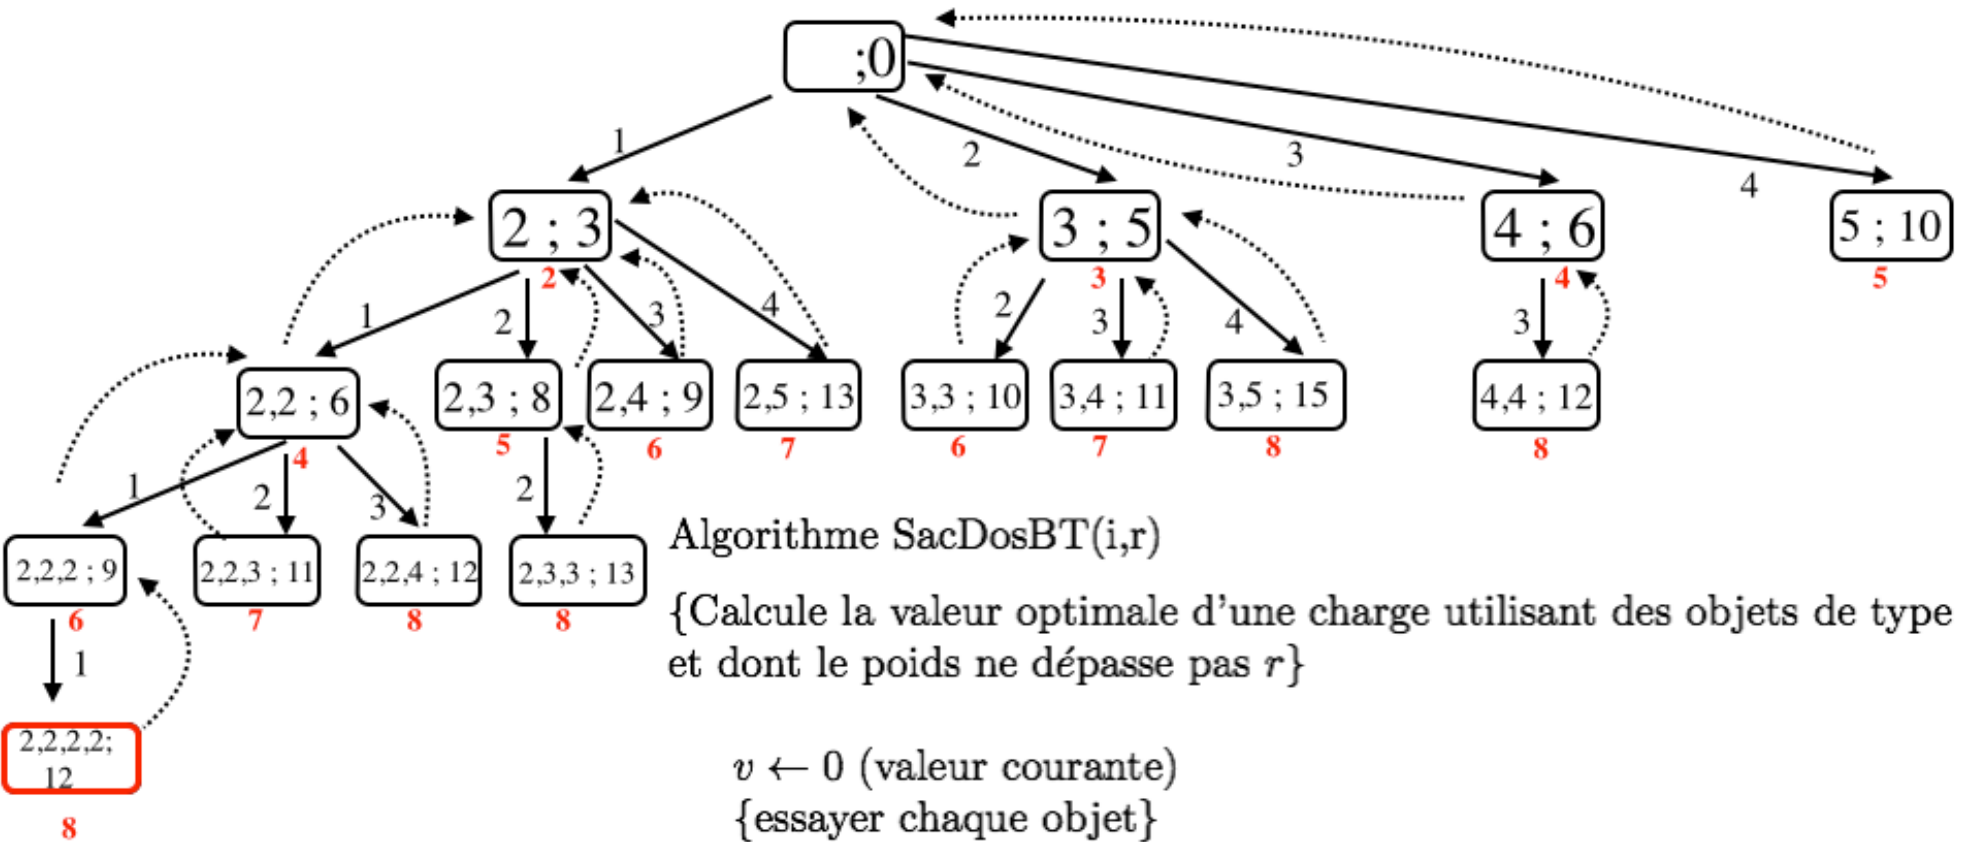 ;0
1
2
3
4
2 ; 3
2
3 ; 5
3
4 ; 6
4
5 ; 10
5
1
2
3
4
2
3
4
3
2,2 ; 6
4
2,3 ; 8
5
2,4 ; 9
6
2,5 ; 13
7
3,3 ; 10
6
3,4 ; 11
7
3,5 ; 15
8
4,4 ; 12
8
1
2
3
2
2,2,2 ; 9
6
2,2,3 ; 11
7
2,2,4 ; 12
8
2,3,3 ; 13
8
1
2,2,2,2;
12
8
Algorithme SacDosBT(i,r)
{Calcule la valeur optimale d'une charge utilisant des objets de type
et dont le poids ne dépasse pas r}
v ← 0 (valeur courante)
{essayer chaque objet}